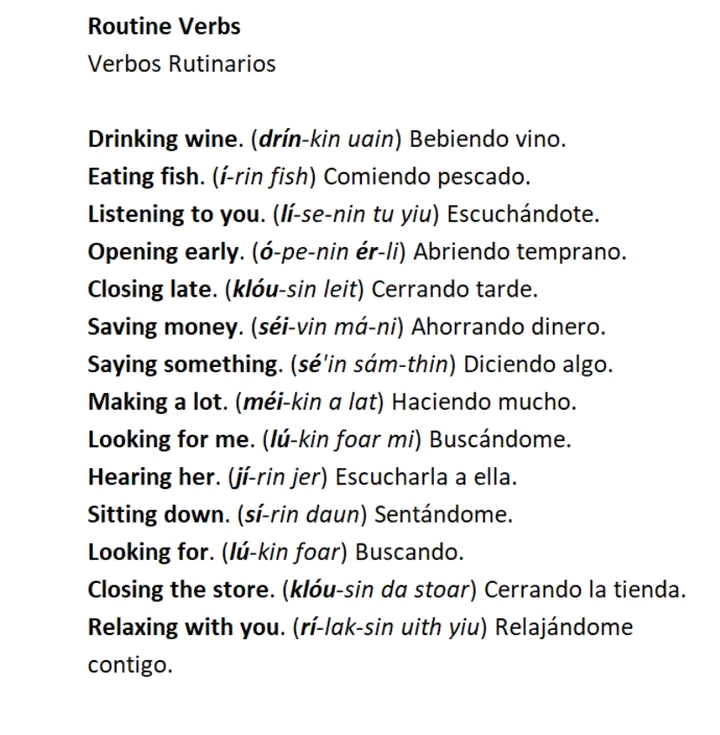 Routine Verbs
Verbos Rutinarios
Drinking wine. (drín-kin uain) Bebiendo vino.
Eating fish. (í-rin fish) Comiendo pescado.
Listening to you. (lí-se-nin tu yiu) Escuchándote.
Opening early. (ó-pe-nin ér-li) Abriendo temprano.
Closing late. (klóu-sin leit) Cerrando tarde.
Saving money. (séi-vin má-ni) Ahorrando dinero.
Saying something. (sé'in sám-thin) Diciendo algo.
Making a lot. (méi-kin a lat) Haciendo mucho.
Looking for me. (lú-kin foar mi) Buscándome.
Hearing her. (jí-rin jer) Escucharla a ella.
Sitting down. (sí-rin daun) Sentándome.
Looking for. (lú-kin foar) Buscando.
Closing the store. (klóu-sin da stoar) Cerrando la tienda.
Relaxing with you. (rí-lak-sin uith yiu) Relajándome
contigo.